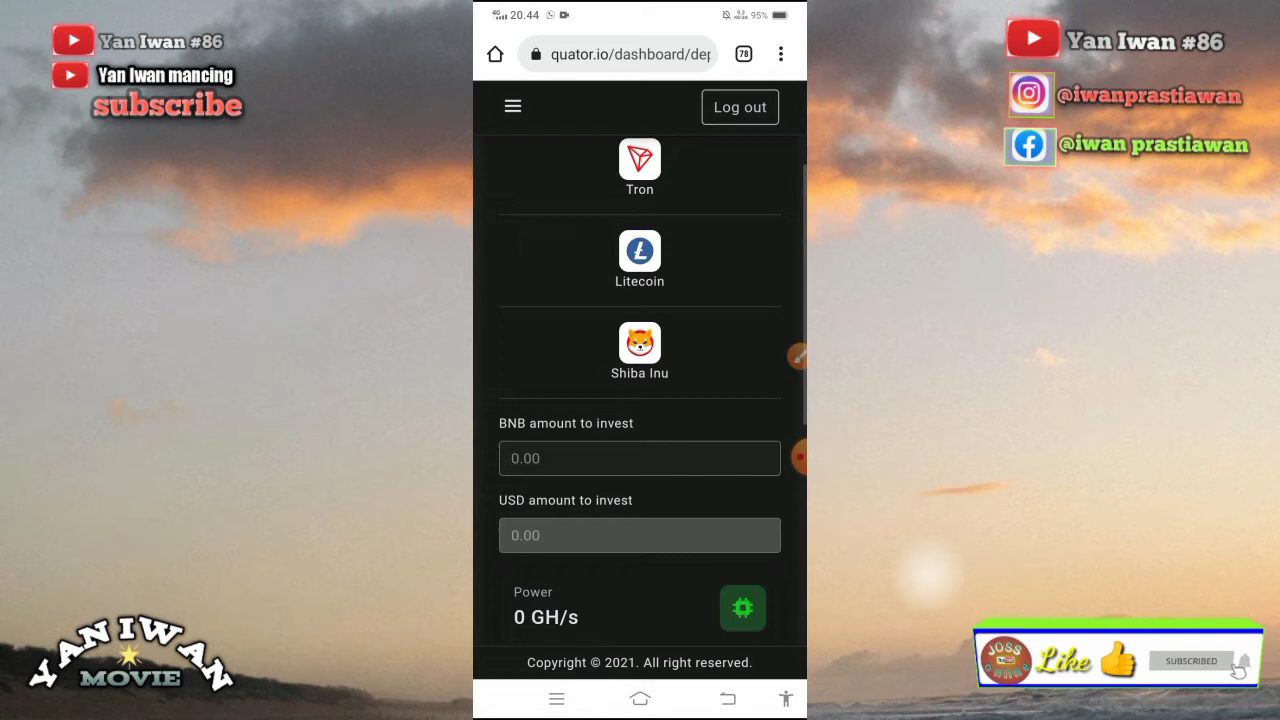 Yan Iwan #86
Yan Iwan mancing
subscribe
4G
20.44
95%
quator.io/dashboard/dep
78
Log out
Tron
Litecoin
Shiba Inu
BNB amount to invest
0.00
USD amount to invest
0.00
Power
0 GH/s
Copyright © 2021. All right reserved.
Yan Iwan #86
@iwanprastiawan
@iwan prastiawan
YAN IWAN
MOVIE
JOSS
Like
SUBSCRIBED